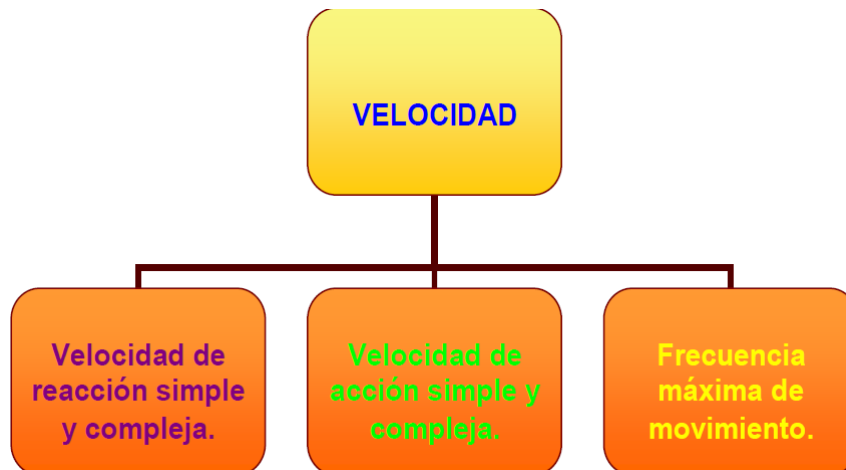 VELOCIDAD
Velocidad de
reacción simple
y compleja.
Velocidad de
acción simple y
compleja.
Frecuencia
máxima de
movimiento.